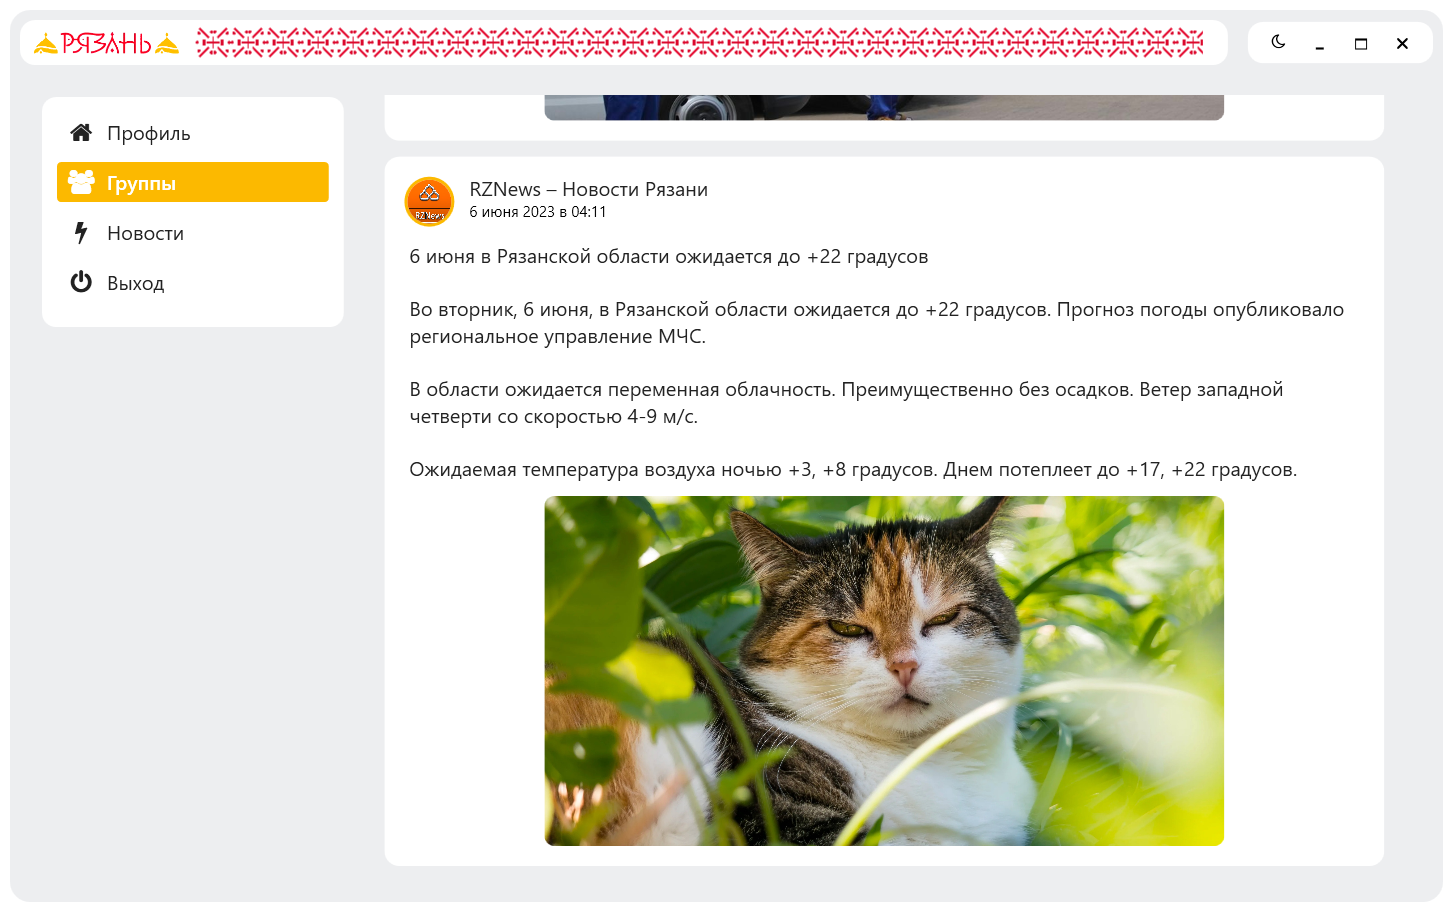 РЯЗАНЬ
Профиль
Группы
Новости
Выход
RZNews
RZNews – Новости Рязани
6 июня 2023 в 04:11
6 июня в Рязанской области ожидается до +22 градусов
Во вторник, 6 июня, в Рязанской области ожидается до +22 градусов. Прогноз погоды опубликовало
региональное управление МЧС.
В области ожидается переменная облачность. Преимущественно без осадков. Ветер западной
четверти со скоростью 4-9 м/с.
Ожидаемая температура воздуха ночью +3, +8 градусов. Днем потеплеет до +17, +22 градусов.